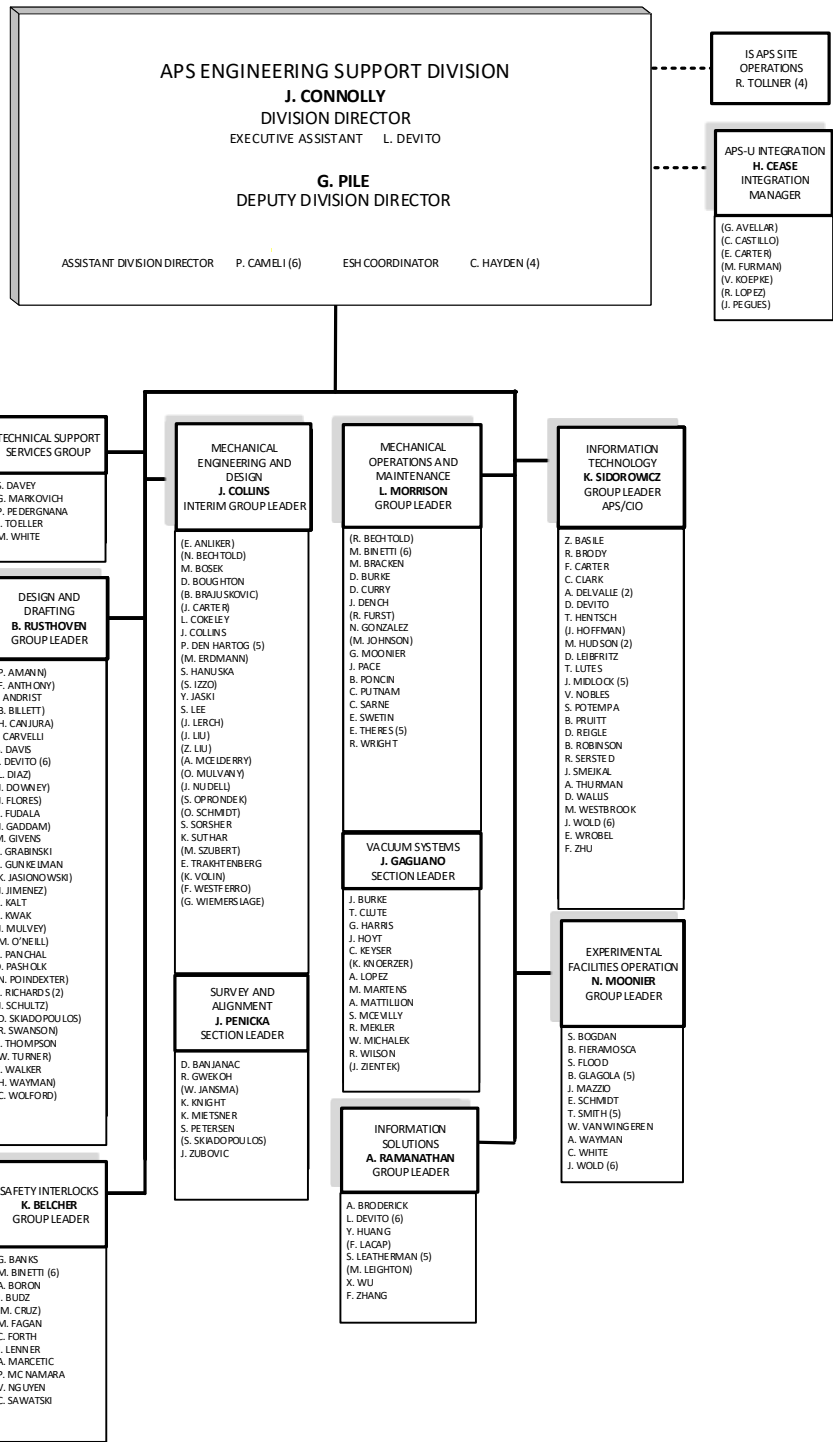 APS ENGINEERING SUPPORT DIVISION
J. CONNOLLY
DIVISION DIRECTOR
EXECUTIVE ASSISTANT L. DEVITO
G. PILE
DEPUTY DIVISION DIRECTOR
ASSISTANT DIVISION DIRECTOR P. CAMELI (6) ESH COORDINATOR C. HAYDEN (4)
IS APS SITE
OPERATIONS
R. TOLLNER (4)
APS-U INTEGRATION
H. CEASE
INTEGRATION
MANAGER
(G. AVELLAR)
(C. CASTILLO)
(E. CARTER)
(M. FURMAN)
(V. KOEPKE)
(R. LOPEZ)
(J. PEGUES)
TECHNICAL SUPPORT
SERVICES GROUP
DAVEY
G. MARKOVICH
P. PEDERGNANA
TOELLER
M. WHITE
DESIGN AND
DRAFTING
B. RUSTHOVEN
GROUP LEADER
P. AMANN)
F. ANTHONY)
ANDRIST
B. BILLETT)
H. CANJURA)
CARVELLI
DAVIS
DEVITO (6)
DIAZ)
DOWNEY)
FLORES)
FUDALA
GADDAM)
M. GIVENS
GRABINSKI
GUNKELMAN
K. JASIONOWSKI)
JIMENEZ)
KALT
KWAK
MULVEY)
M. O'NEILL)
PANCHAL
PASHOLK
N. POINDEXTER)
RICHARDS (2)
SCHULTZ)
SKIADOPOULOS)
R. SWANSON)
THOMPSON
W. TURNER)
WALKER
H. WAYMAN)
C. WOLFORD)
SAFETY INTERLOCKS
K. BELCHER
GROUP LEADER
G. BANKS
M. BINETTI (6)
A. BORON
BUDZ
M. CRUZ)
M. FAGAN
C. FORTH
LENNER
A. MARCETIC
P. MC NAMARA
V. NGUYEN
C. SAWATSKI
MECHANICAL
ENGINEERING AND
DESIGN
J. COLLINS
INTERIM GROUP LEADER
(E. ANLIKER)
(N. BECHTOLD)
M. BOSEK
D. BOUGHTON
(B. BRAJUSKOVIC)
(J. CARTER)
L. COKELEY
J. COLLINS
P. DEN HARTOG (5)
(M. ERDMANN)
S. HANUSKA
(S. IZZO)
Y. JASKI
S. LEE
(J. LERCH)
(J. LIU)
(Z. LIU)
(A. MCELDERRY)
(O. MULVANY)
(J. NUDELL)
(S. OPRONDEK)
(O. SCHMIDT)
S. SORSHER
K. SUTHAR
(M. SZUBERT)
E. TRAKHTENBERG
(K. VOLIN)
(F. WESTFERRO)
(G. WIEMERSLAGE)
SURVEY AND
ALIGNMENT
J. PENICKA
SECTION LEADER
D. BANJANAC
R. GWEKOH
(W. JANSMA)
K. KNIGHT
K. MIETSNER
S. PETERSEN
(S. SKIADOPOULOS)
J. ZUBOVIC
MECHANICAL
OPERATIONS AND
MAINTENANCE
L. MORRISON
GROUP LEADER
(R. BECHTOLD)
M. BINETTI (6)
M. BRACKEN
D. BURKE
D. CURRY
J. DENCH
(R. FURST)
N. GONZALEZ
(M. JOHNSON)
G. MOONIER
J. PACE
B. PONCIN
C. PUTNAM
C. SARNE
E. SWETIN
E. THERES (5)
R. WRIGHT
VACUUM SYSTEMS
J. GAGLIANO
SECTION LEADER
J. BURKE
T. CLUTE
G. HARRIS
J. HOYT
C. KEYSER
(K. KNOERZER)
A. LOPEZ
M. MARTENS
A. MATTILLION
S. MCEVILLY
R. MEKLER
W. MICHALEK
R. WILSON
(J. ZIENTEK)
INFORMATION
SOLUTIONS
A. RAMANATHAN
GROUP LEADER
A. BRODERICK
L. DEVITO (6)
Y. HUANG
(F. LACAP)
S. LEATHERMAN (5)
(M. LEIGHTON)
X. WU
F. ZHANG
INFORMATION
TECHNOLOGY
K. SIDOROWICZ
GROUP LEADER
APS/CIO
Z. BASILE
R. BRODY
F. CARTER
C. CLARK
A. DELVALLE (2)
D. DEVITO
T. HENTSCH
(J. HOFFMAN)
M. HUDSON (2)
D. LEIBFRITZ
T. LUTES
J. MIDLOCK (5)
V. NOBLES
S. POTEMPA
B. PRUITT
D. REIGLE
B. ROBINSON
R. SERSTED
J. SMEJKAL
A. THURMAN
D. WALLIS
M. WESTBROOK
J. WOLD (6)
E. WROBEL
F. ZHU
EXPERIMENTAL
FACILITIES OPERATION
N. MOONIER
GROUP LEADER
S. BOGDAN
B. FIERAMOSCA
S. FLOOD
B. GLAGOLA (5)
J. MAZZIO
E. SCHMIDT
T. SMITH (5)
W. VANWINGEREN
A. WAYMAN
C. WHITE
J. WOLD (6)